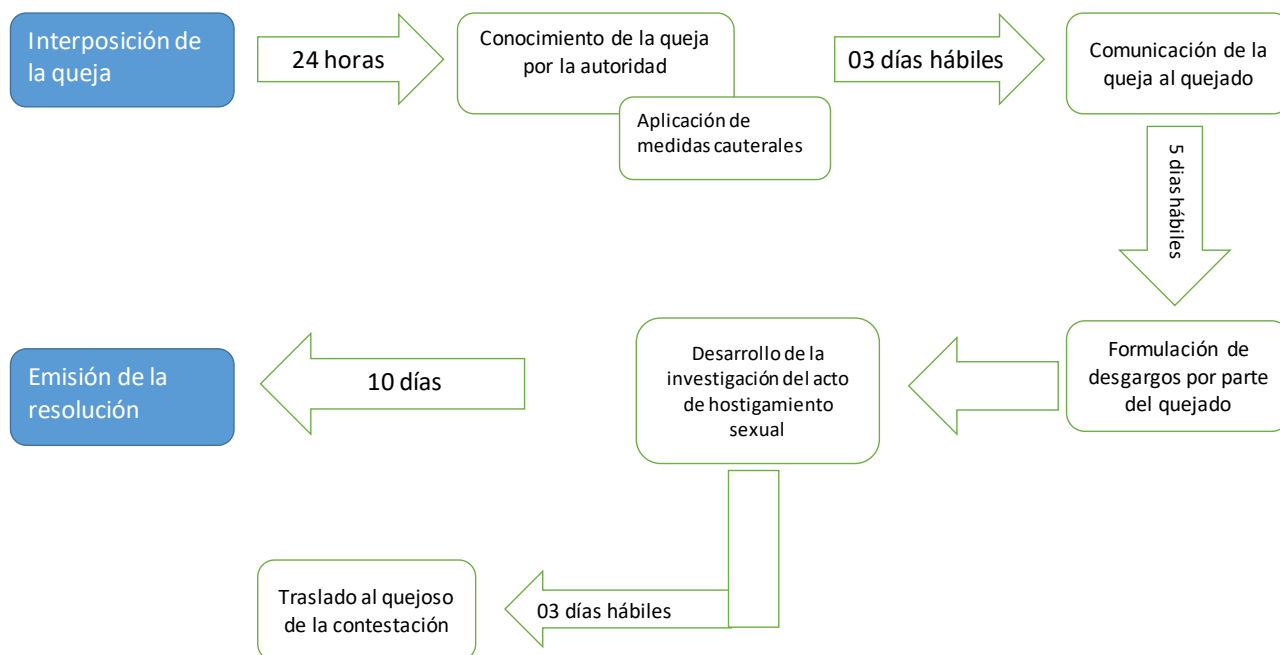 Interposición de
la queja
24 horas
Conocimiento de la queja
por la autoridad
Aplicación de
medidas cauterales
03 días hábiles
Comunicación de la
queja al quejado
5 dias hábiles
Formulación de
desgargos por parte
del quejado
Desarrollo de la
investigación del acto
de hostigamiento
sexual
10 días
Emisión de la
resolución
03 días hábiles
Traslado al quejoso
de la contestación